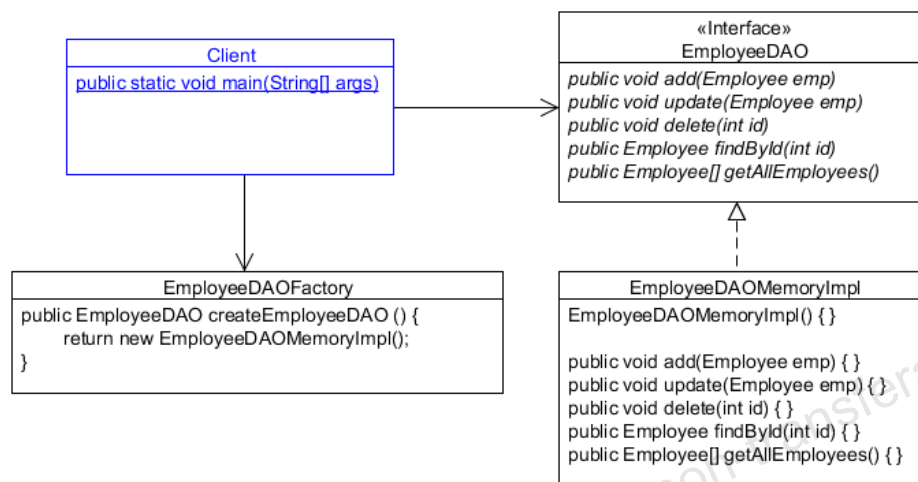 Client
public static void main(String[] args)
«Interface»
EmployeeDAO
public void add(Employee emp)
public void update(Employee emp)
public void delete(int id)
public Employee findById(int id)
public Employee[] getAllEmployees()
EmployeeDAOFactory
public EmployeeDAO createEmployeeDAO () {
return new EmployeeDAOMemoryImpl();
}
EmployeeDAOMemoryImpl
EmployeeDAOMemoryImpl() { }
public void add(Employee emp) { }
public void update(Employee emp) { }
public void delete(int id) { }
public Employee findById(int id) { }
public Employee[] getAllEmployees() { }